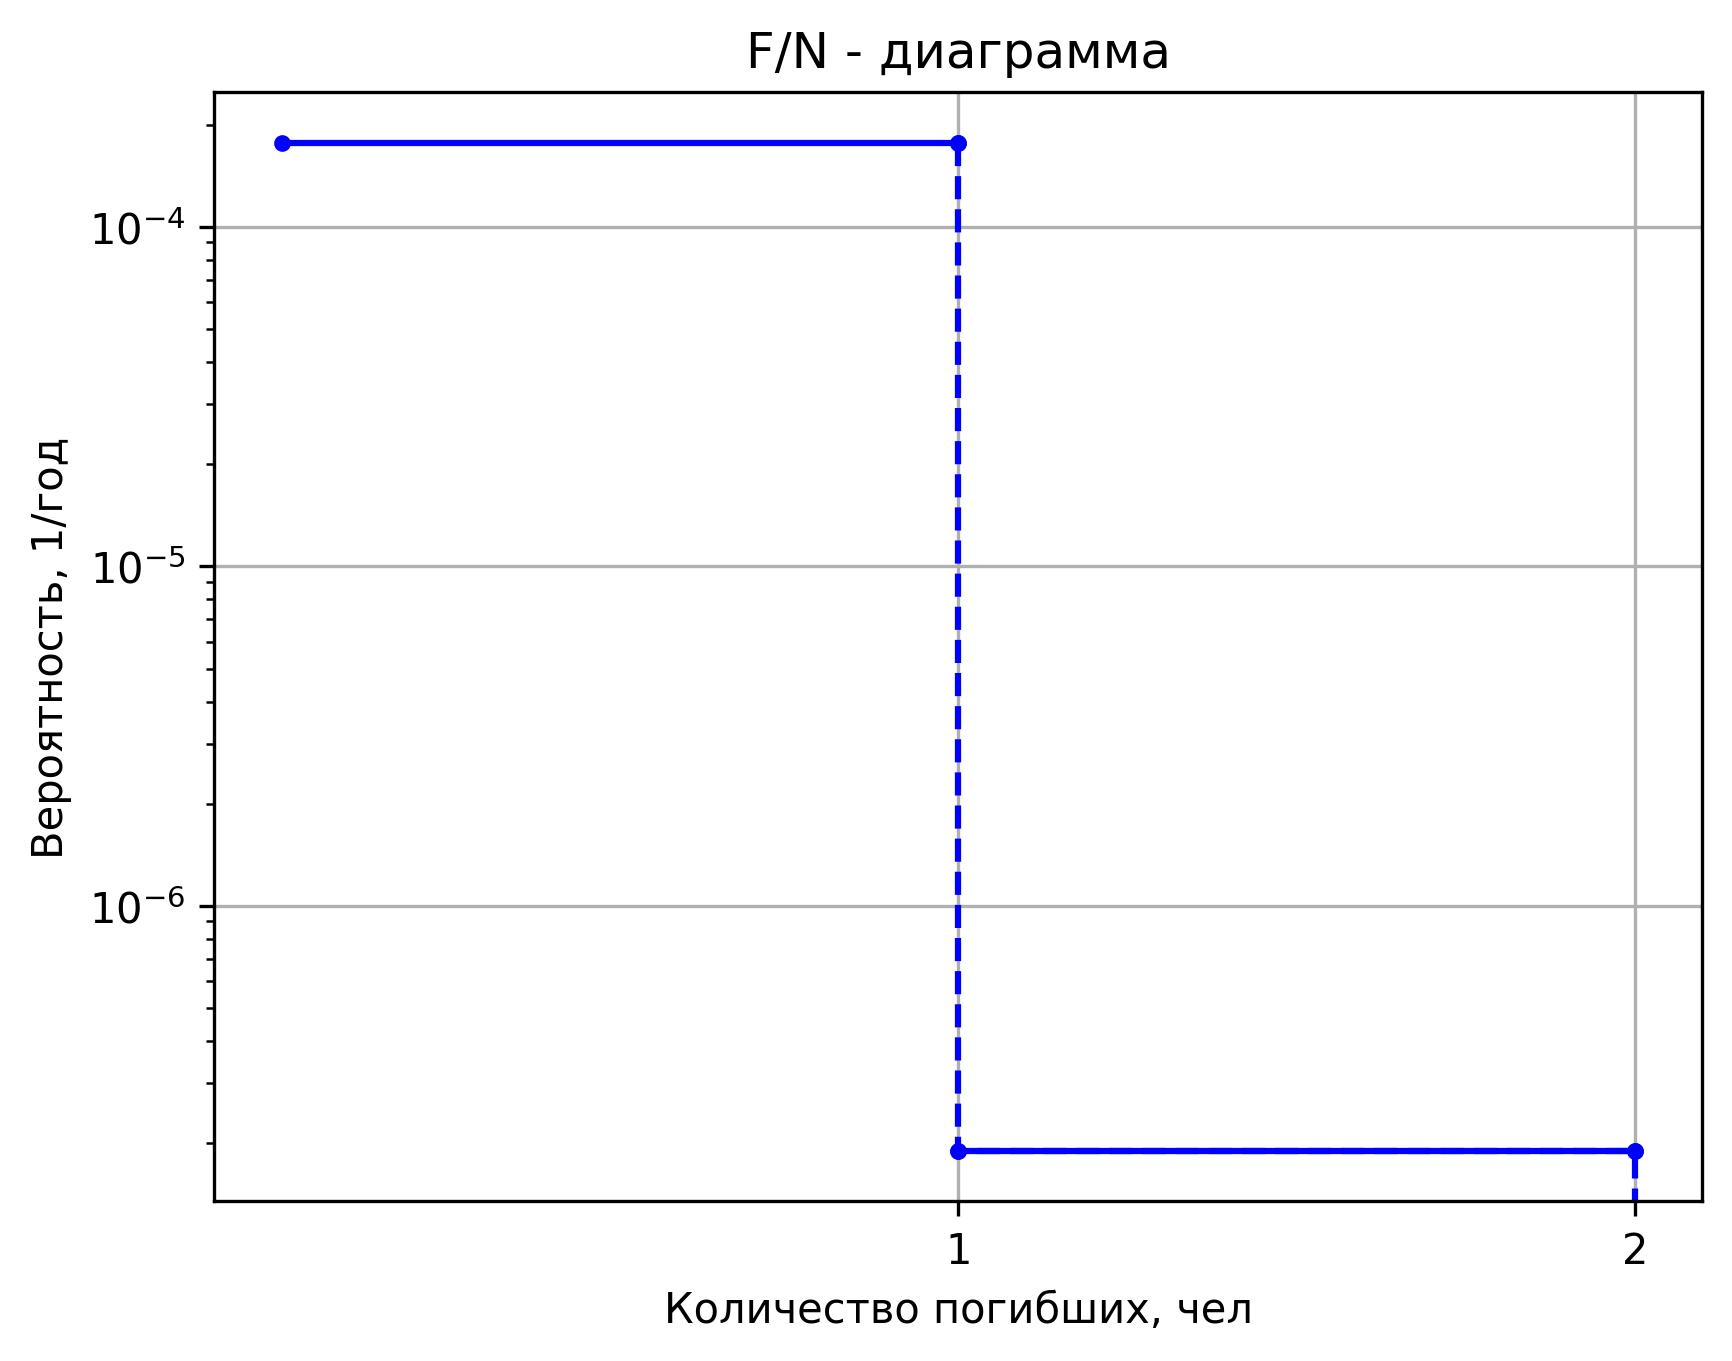 F/N - диаграмма
Вероятность, 1/год
10⁻⁴
10⁻⁵
10⁻⁶
1
2
Количество погибших, чел